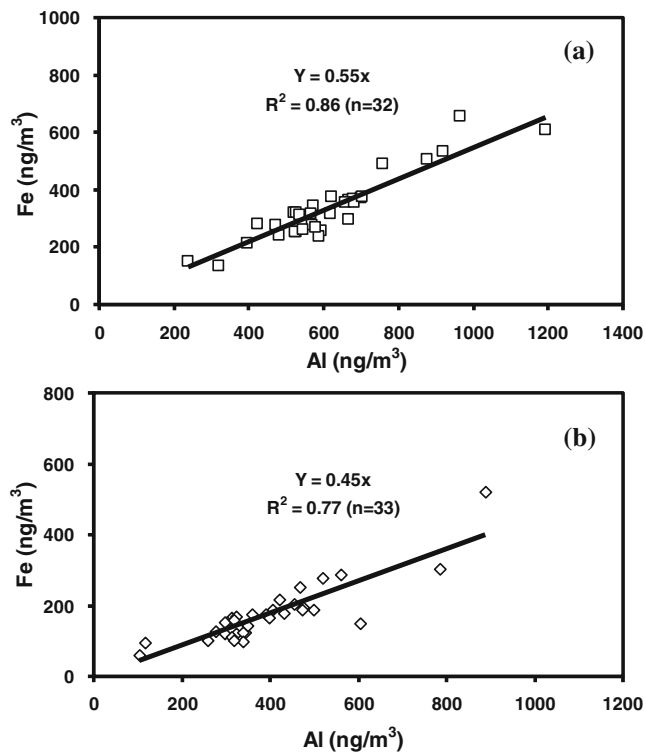 1000
(a)
800
Y = 0.55x
R² = 0.86 (n=32)
600
Fe (ng/m³)
400
200
0
0 200 400 600 800 1000 1200 1400
Al (ng/m³)
800
(b)
600
Y = 0.45x
R² = 0.77 (n=33)
Fe (ng/m³)
400
200
0
0 200 400 600 800 1000 1200
Al (ng/m³)